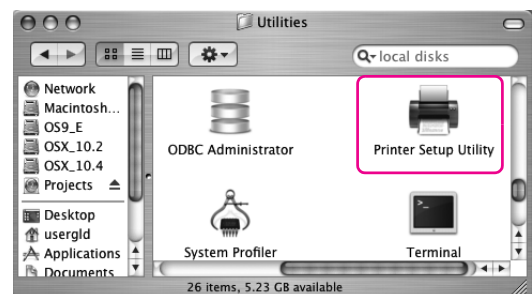 Utilities
local disks
Network
Macintosh...
OS9_E
OSX_10.2
OSX_10.4
Projects
Desktop
usergld
Applications
Documents
ODBC Administrator
Printer Setup Utility
System Profiler
Terminal
26 items, 5.23 GB available